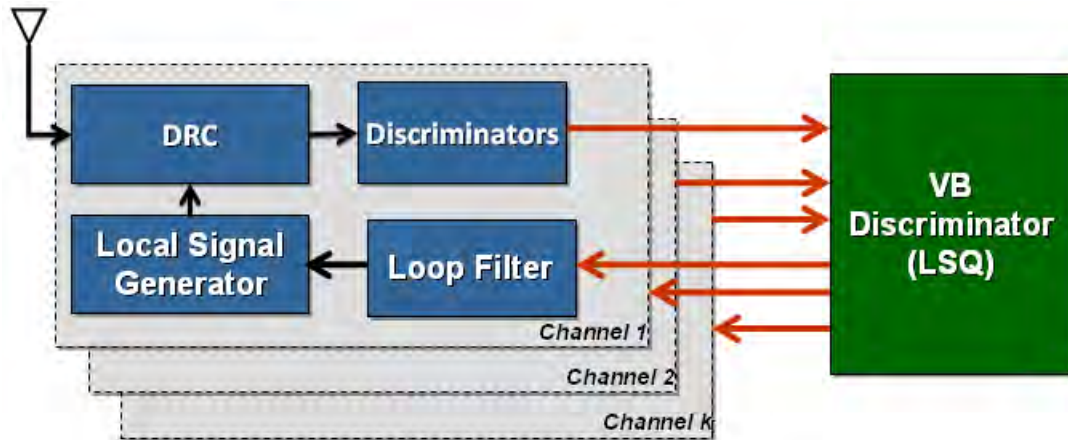 DRC
Discriminators
Local Signal
Generator
Loop Filter
Channel 1
Channel 2
Channel k
VB
Discriminator
(LSQ)